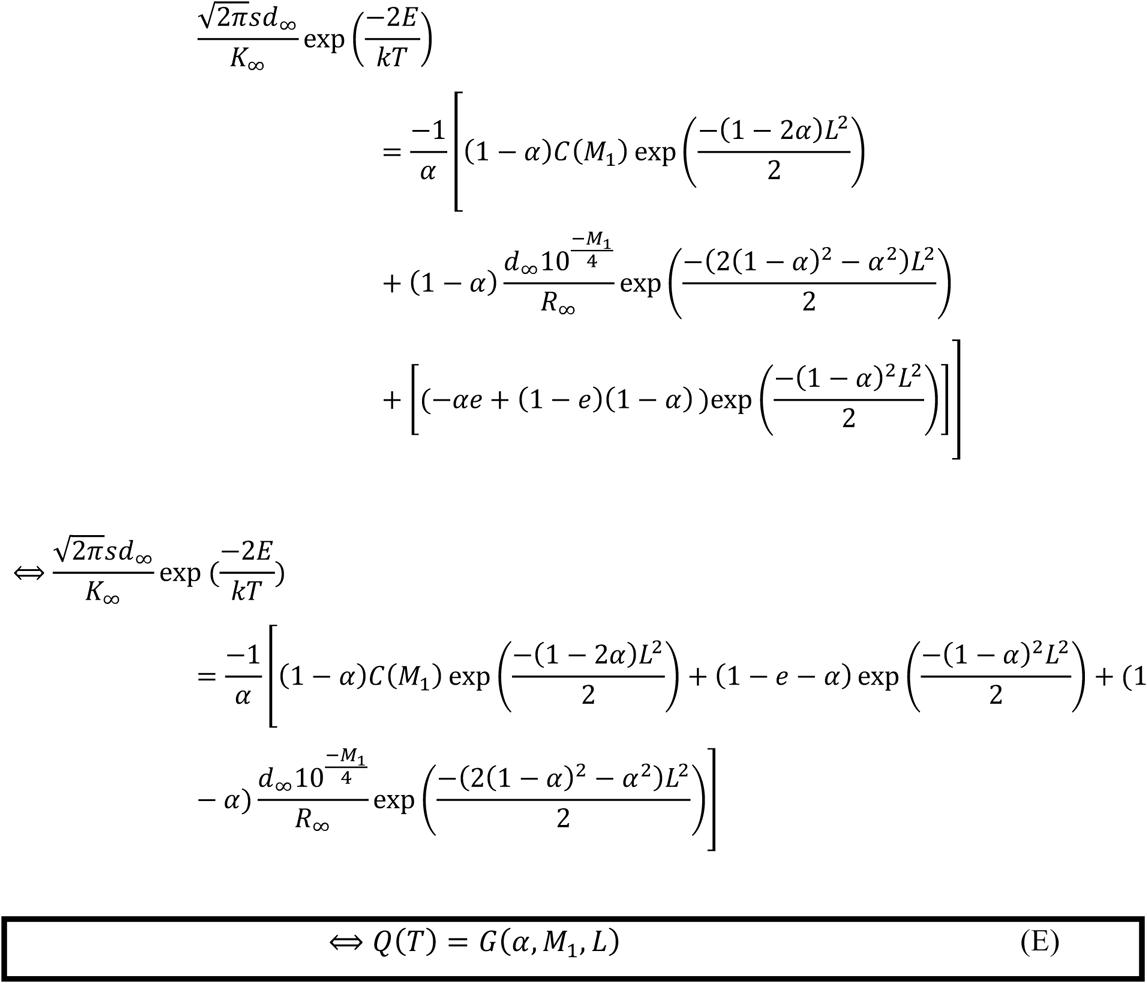 \frac{\sqrt{2\pi}sd_\infty}{K_\infty} \exp\left(\frac{-2E}{kT}\right)
= \frac{-1}{\alpha}\left[(1-\alpha)C(M_1)\exp\left(\frac{-(1-2\alpha)L^2}{2}\right)\right.
+ (1-\alpha)\frac{d_\infty 10^{\frac{-M_1}{4}}}{R_\infty}\exp\left(\frac{-(2(1-\alpha)^2-\alpha^2)L^2}{2}\right)
\left.+ \left[(-\alpha e+(1-e)(1-\alpha))\exp\left(\frac{-(1-\alpha)^2L^2}{2}\right)\right]\right]
\Leftrightarrow \frac{\sqrt{2\pi}sd_\infty}{K_\infty} \exp(\frac{-2E}{kT})
= \frac{-1}{\alpha}\left[(1-\alpha)C(M_1)\exp\left(\frac{-(1-2\alpha)L^2}{2}\right) + (1-e-\alpha)\exp\left(\frac{-(1-\alpha)^2L^2}{2}\right) + (1\right.
\left.-\alpha)\frac{d_\infty 10^{\frac{-M_1}{4}}}{R_\infty}\exp\left(\frac{-(2(1-\alpha)^2-\alpha^2)L^2}{2}\right)\right]
\Leftrightarrow Q(T) = G(\alpha, M_1, L) (E)